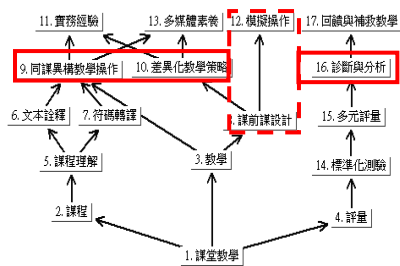 11. 實務經驗
13. 多媒體素養
12. 模擬操作
17. 回饋與補救教學
9. 同課異構教學操作
10. 差異化教學策略
16. 診斷與分析
6. 文本詮釋
7. 符碼轉譯
課前課設計
15. 多元評量
5. 課程理解
3. 教學
14. 標準化測驗
2. 課程
4. 評量
1. 課堂教學